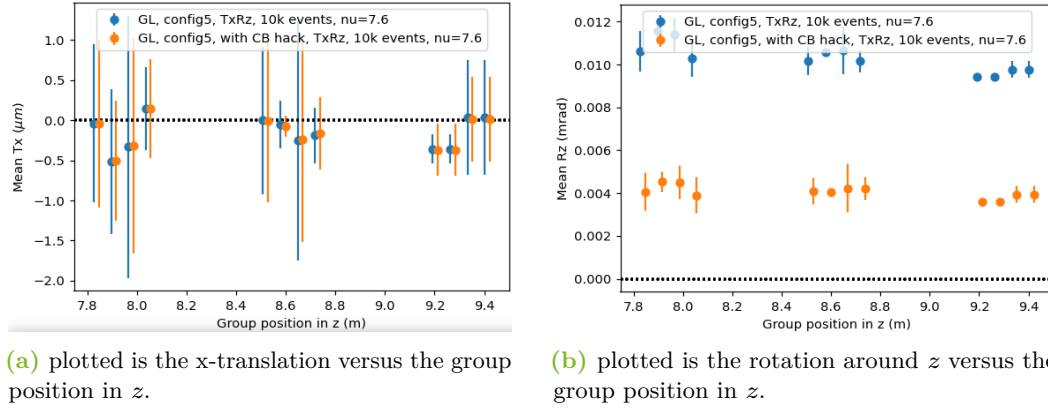 GL, config5, TxRz, 10k events, nu=7.6
GL, config5, with CB hack, TxRz, 10k events, nu=7.6
1.0
0.5
0.0
−0.5
−1.0
−1.5
−2.0
Mean Tx (μm)
7.8 8.0 8.2 8.4 8.6 8.8 9.0 9.2 9.4
Group position in z (m)
(a) plotted is the x-translation versus the group
position in z.
GL, config5, TxRz, 10k events, nu=7.6
GL, config5, with CB hack, TxRz, 10k events, nu=7.6
0.012
0.010
0.008
0.006
0.004
0.002
0.000
Mean Rz (mrad)
7.8 8.0 8.2 8.4 8.6 8.8 9.0 9.2 9.4
Group position in z (m)
(b) plotted is the rotation around z versus the
group position in z.